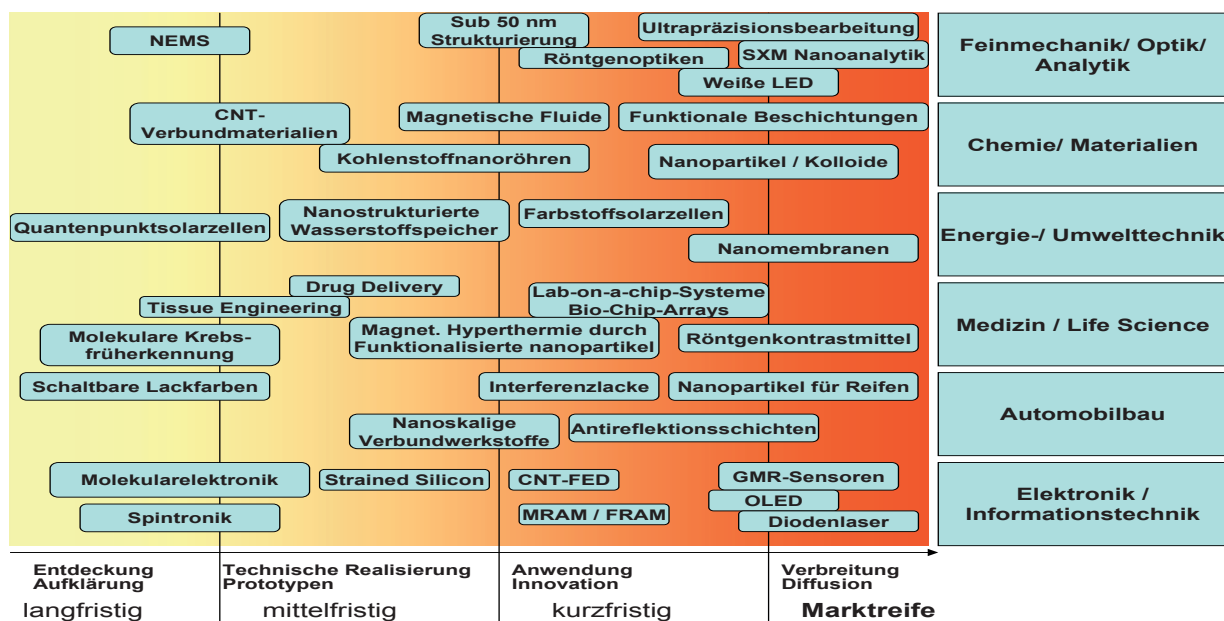 NEMS
Sub 50 nm
Strukturierung
Ultrapräzisionsbearbeitung
Röntgenoptiken
SXM Nanoanalytik
Weiße LED
Feinmechanik/ Optik/
Analytik
CNT-
Verbundmaterialien
Magnetische Fluide
Funktionale Beschichtungen
Kohlenstoffnanoröhren
Nanopartikel / Kolloide
Chemie/ Materialien
Quantenpunktsolarzellen
Nanostrukturierte
Wasserstoffspeicher
Farbstoffsolarzellen
Nanomembranen
Energie-/ Umwelttechnik
Drug Delivery
Tissue Engineering
Lab-on-a-chip-Systeme
Bio-Chip-Arrays
Molekulare Krebs-
früherkennung
Magnet. Hyperthermie durch
Funktionalisierte nanopartikel
Röntgenkontrastmittel
Medizin / Life Science
Schaltbare Lackfarben
Interferenzlacke
Nanopartikel für Reifen
Nanoskalige
Verbundwerkstoffe
Antireflektionsschichten
Automobilbau
Molekularelektronik
Strained Silicon
CNT-FED
GMR-Sensoren
OLED
Spintronik
MRAM / FRAM
Diodenlaser
Elektronik /
Informationstechnik
Entdeckung
Aufklärung
Technische Realisierung
Prototypen
Anwendung
Innovation
Verbreitung
Diffusion
langfristig
mittelfristig
kurzfristig
Marktreife